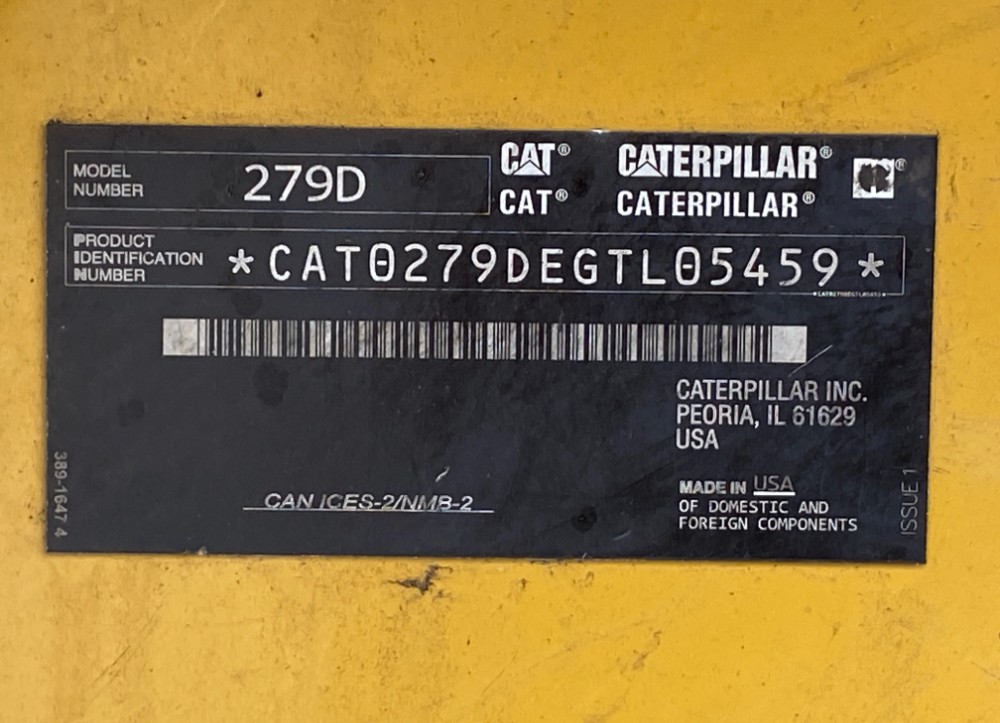 MODEL
NUMBER
279D
CAT® CATERPILLAR® ®
CAT® CATERPILLAR®
PRODUCT
IDENTIFICATION
NUMBER
*CAT0279DEGTL05459*
*CAT0279DEGTL05459*
CATERPILLAR INC.
PEORIA, IL 61629
USA
CAN ICES-2/NMB-2
MADE IN USA
OF DOMESTIC AND
FOREIGN COMPONENTS
389-1647 4
ISSUE 1